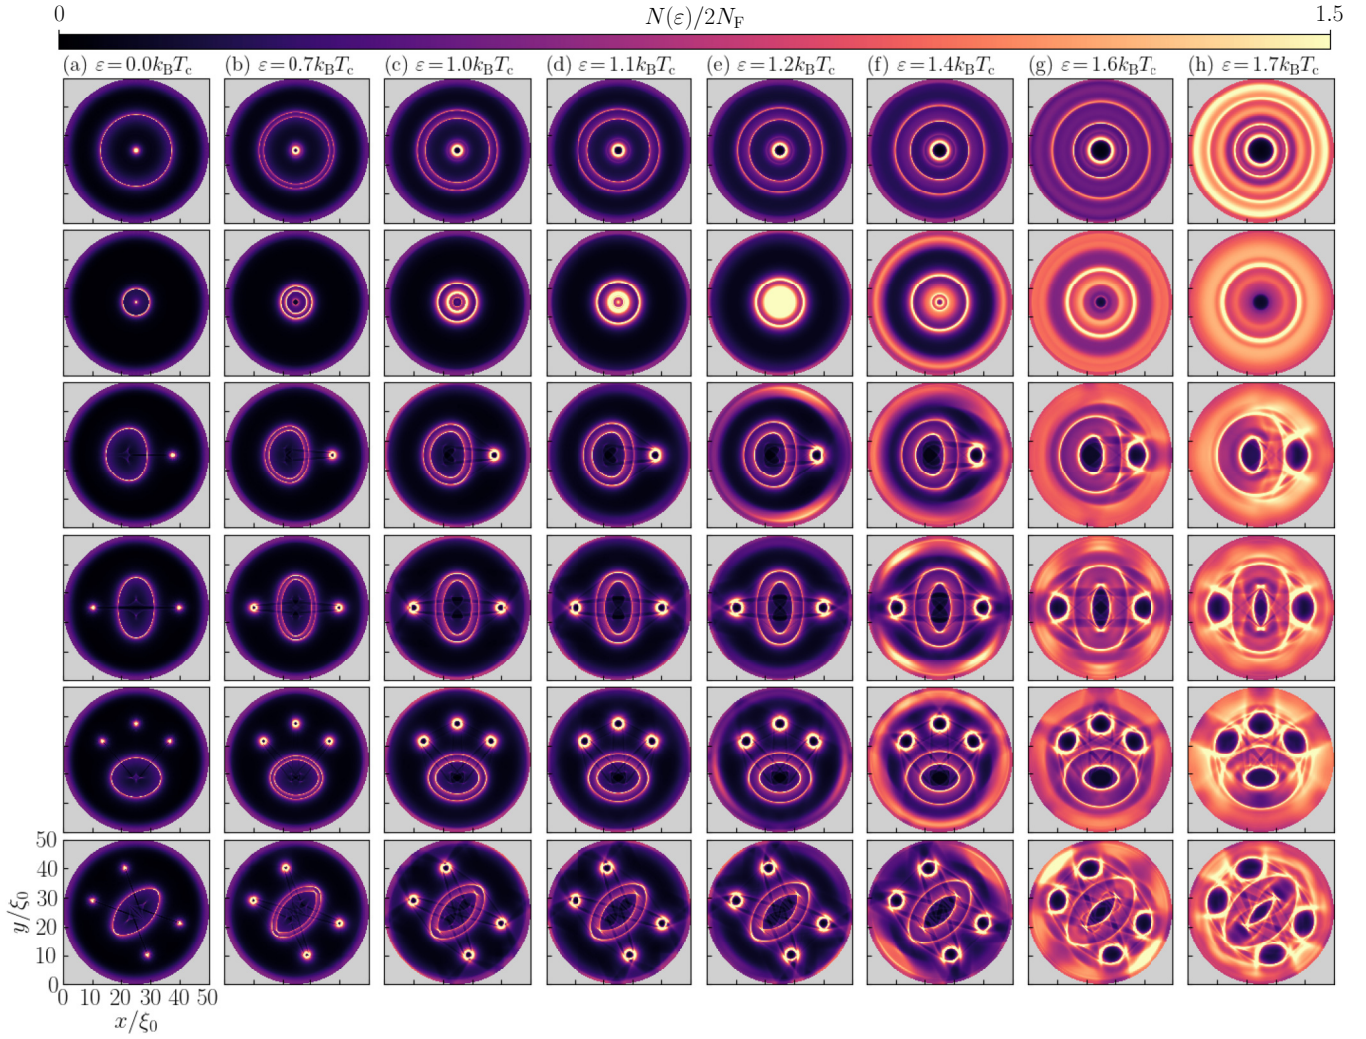 0 N(ε)/2N_F 1.5
(a) ε=0.0k_BT_c (b) ε=0.7k_BT_c (c) ε=1.0k_BT_c (d) ε=1.1k_BT_c (e) ε=1.2k_BT_c (f) ε=1.4k_BT_c (g) ε=1.6k_BT_c (h) ε=1.7k_BT_c
50
40
30
20
10
0
y/ξ_0
0 10 20 30 40 50
x/ξ_0